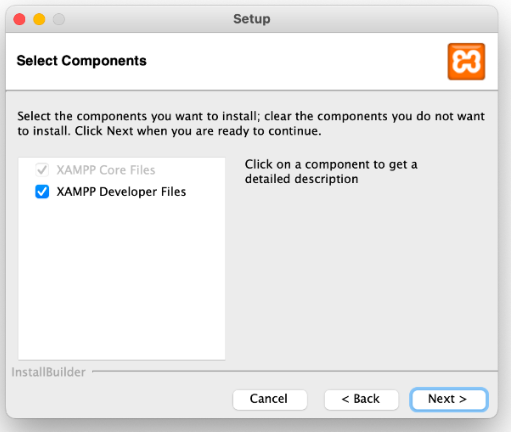 Setup
Select Components
Select the components you want to install; clear the components you do not want
to install. Click Next when you are ready to continue.
XAMPP Core Files
XAMPP Developer Files
Click on a component to get a
detailed description
InstallBuilder
Cancel
< Back
Next >